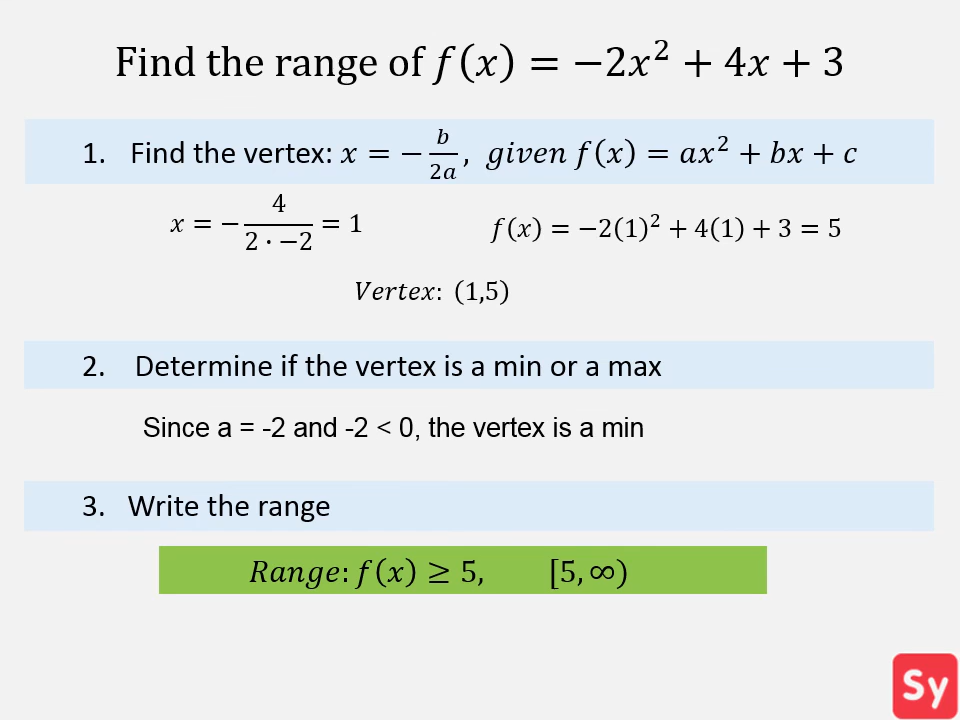 Find the range of f(x) = −2x² + 4x + 3
1. Find the vertex: x = −b/2a, given f(x) = ax² + bx + c
x = −4/(2 · −2) = 1 f(x) = −2(1)² + 4(1) + 3 = 5
Vertex: (1,5)
2. Determine if the vertex is a min or a max
Since a = -2 and -2 < 0, the vertex is a min
3. Write the range
Range: f(x) ≥ 5, [5, ∞)
Sy